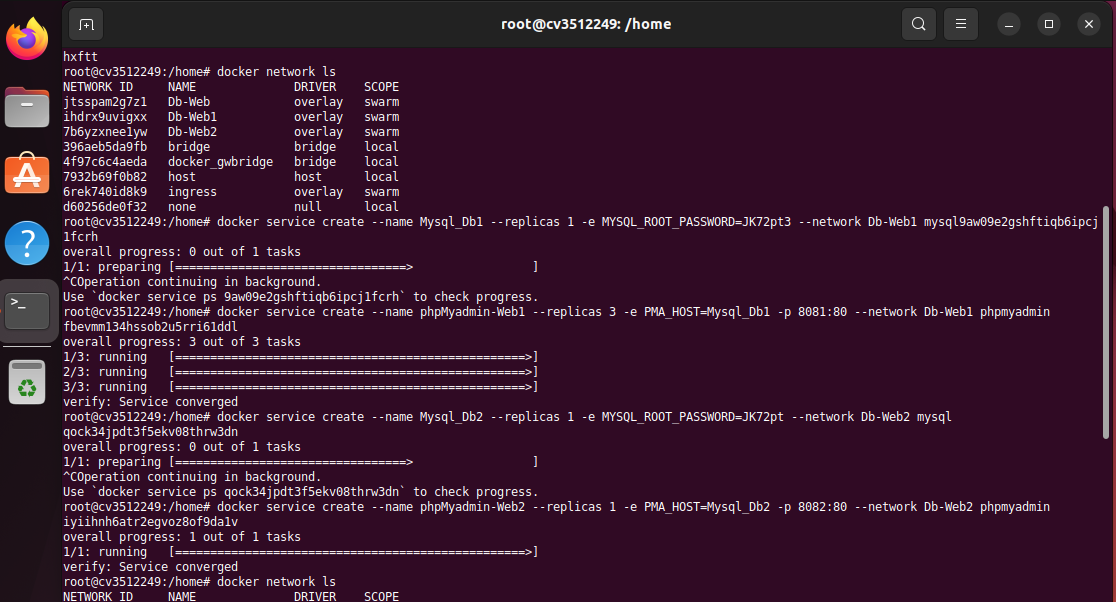 root@cv3512249: /home
hxftt
root@cv3512249:/home# docker network ls
NETWORK ID     NAME              DRIVER    SCOPE
jtsspam2g7z1   Db-Web            overlay   swarm
ihdrx9uvigxx   Db-Web1           overlay   swarm
7b6yzxnee1yw   Db-Web2           overlay   swarm
396aeb5da9fb   bridge            bridge    local
4f97c6c4aeda   docker_gwbridge   bridge    local
7932b69f0b82   host              host      local
6rek740id8k9   ingress           overlay   swarm
d60256de0f32   none              null      local
root@cv3512249:/home# docker service create --name Mysql_Db1 --replicas 1 -e MYSQL_ROOT_PASSWORD=JK72pt3 --network Db-Web1 mysql9aw09e2gshftiqb6ipcj
1fcrh
overall progress: 0 out of 1 tasks
1/1: preparing [=================================>                 ]
^COperation continuing in background.
Use `docker service ps 9aw09e2gshftiqb6ipcj1fcrh` to check progress.
root@cv3512249:/home# docker service create --name phpMyadmin-Web1 --replicas 3 -e PMA_HOST=Mysql_Db1 -p 8081:80 --network Db-Web1 phpmyadmin
fbevmm134hssob2u5rri61ddl
overall progress: 3 out of 3 tasks
1/3: running   [==================================================>]
2/3: running   [==================================================>]
3/3: running   [==================================================>]
verify: Service converged
root@cv3512249:/home# docker service create --name Mysql_Db2 --replicas 1 -e MYSQL_ROOT_PASSWORD=JK72pt --network Db-Web2 mysql
qock34jpdt3f5ekv08thrw3dn
overall progress: 0 out of 1 tasks
1/1: preparing [=================================>                 ]
^COperation continuing in background.
Use `docker service ps qock34jpdt3f5ekv08thrw3dn` to check progress.
root@cv3512249:/home# docker service create --name phpMyadmin-Web2 --replicas 1 -e PMA_HOST=Mysql_Db2 -p 8082:80 --network Db-Web2 phpmyadmin
iyiihnh6atr2egvoz8of9da1v
overall progress: 1 out of 1 tasks
1/1: running   [==================================================>]
verify: Service converged
root@cv3512249:/home# docker network ls
NETWORK ID     NAME              DRIVER    SCOPE